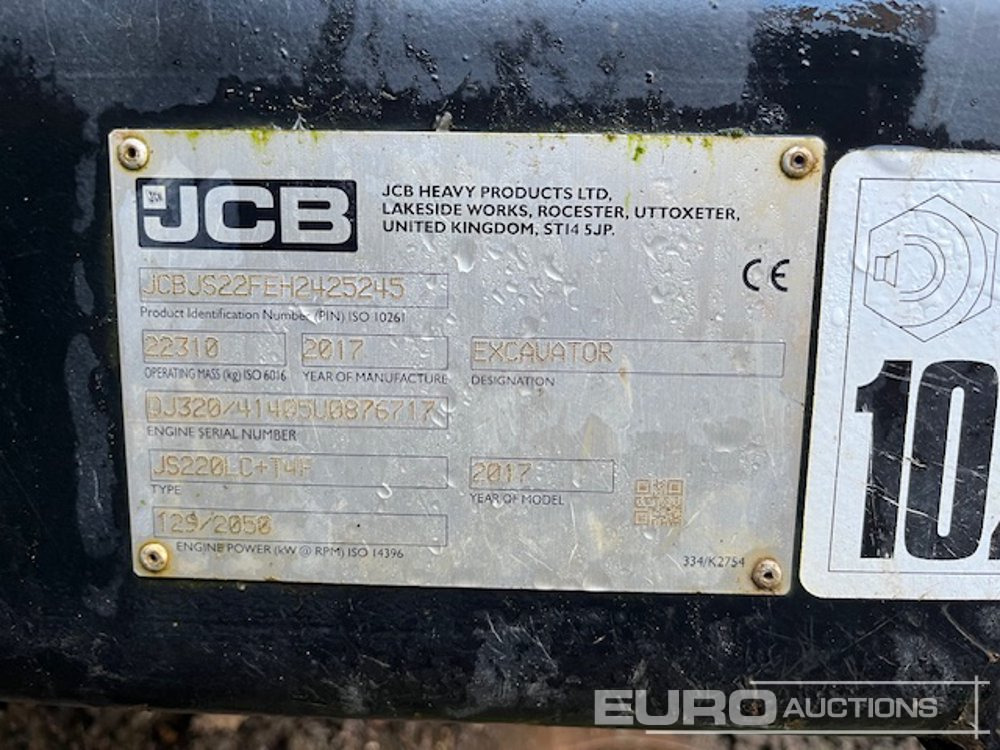 JCB
JCB HEAVY PRODUCTS LTD,
LAKESIDE WORKS, ROCESTER, UTTOXETER,
UNITED KINGDOM, ST14 5JP.
CE
JCBJS22FEH2425245
Product Identification Number (PIN) ISO 10261
22310
OPERATING MASS (kg) ISO 6016
2017
YEAR OF MANUFACTURE
EXCAVATOR
DESIGNATION
DJ320/41405U0876717
ENGINE SERIAL NUMBER
JS220LC+T4F
TYPE
2017
YEAR OF MODEL
129/2050
ENGINE POWER (kW @ RPM) ISO 14396
334/K2754
10
EURO AUCTIONS